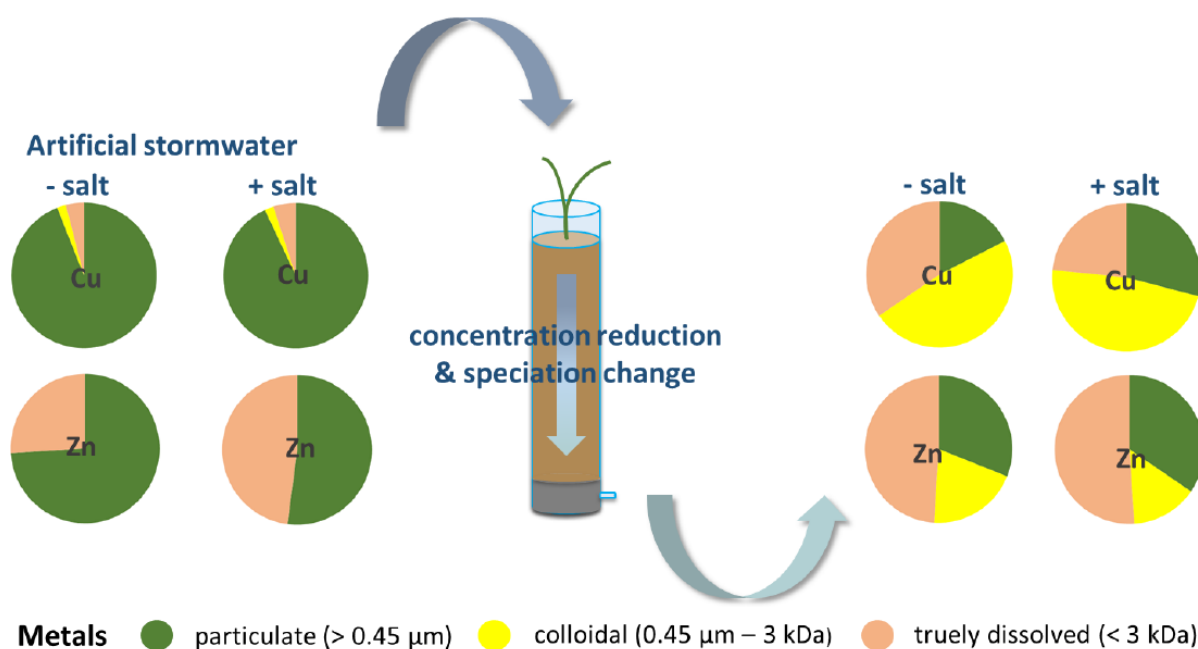 Artificial stormwater
- salt
+ salt
Cu
Cu
Zn
Zn
concentration reduction
& speciation change
- salt
+ salt
Cu
Cu
Zn
Zn
Metals
particulate (> 0.45 µm)
colloidal (0.45 µm – 3 kDa)
truely dissolved (< 3 kDa)